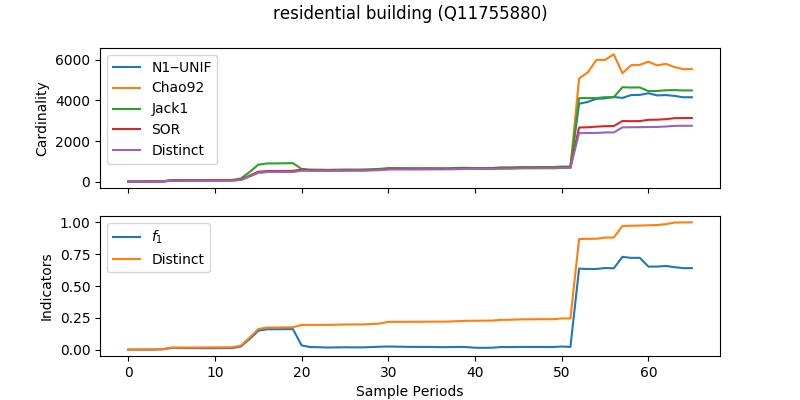 residential building (Q11755880)
Cardinality
6000
4000
2000
0
N1−UNIF
Chao92
Jack1
SOR
Distinct
Indicators
1.00
0.75
0.50
0.25
0.00
f1
Distinct
0 10 20 30 40 50 60
Sample Periods